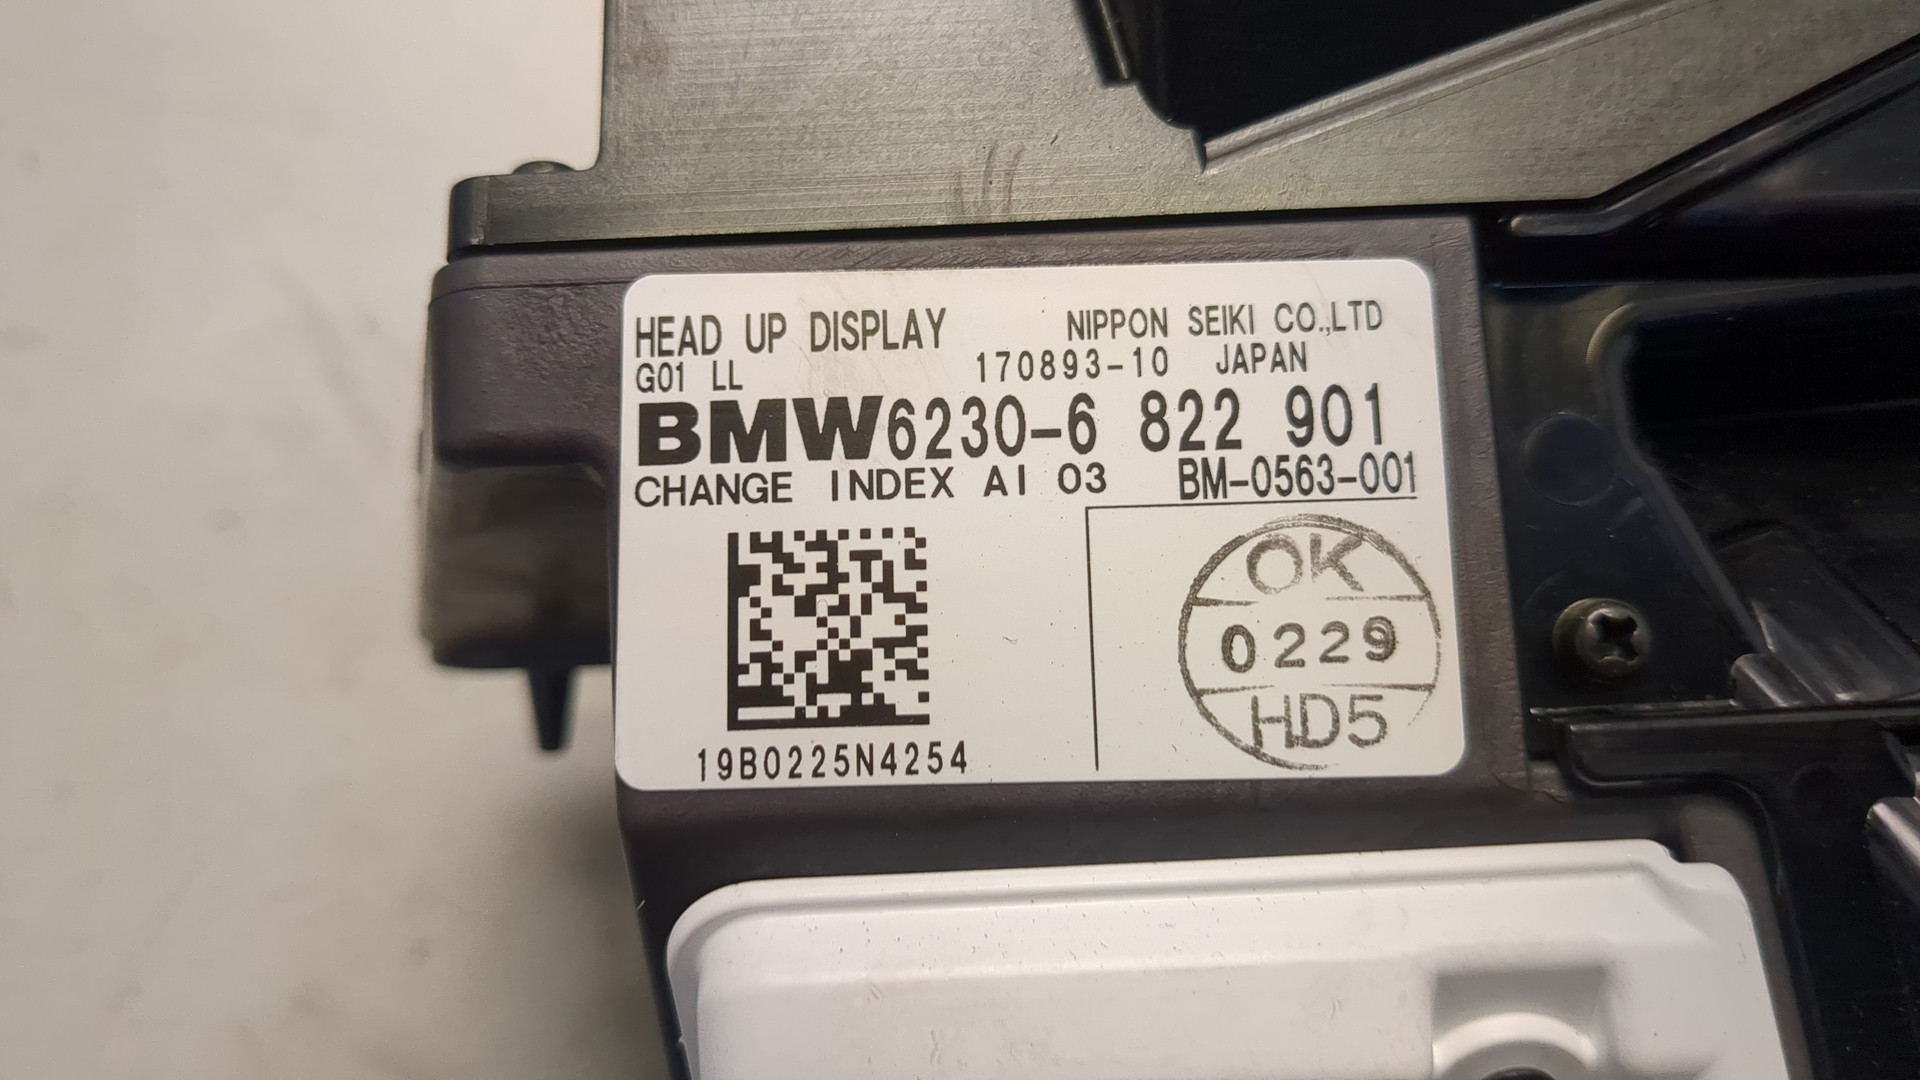 HEAD UP DISPLAY NIPPON SEIKI CO.,LTD
G01 LL 170893-10 JAPAN
BMW6230-6 822 901
CHANGE INDEX AI 03 BM-0563-001
OK
0229
HD5
19B0225N4254